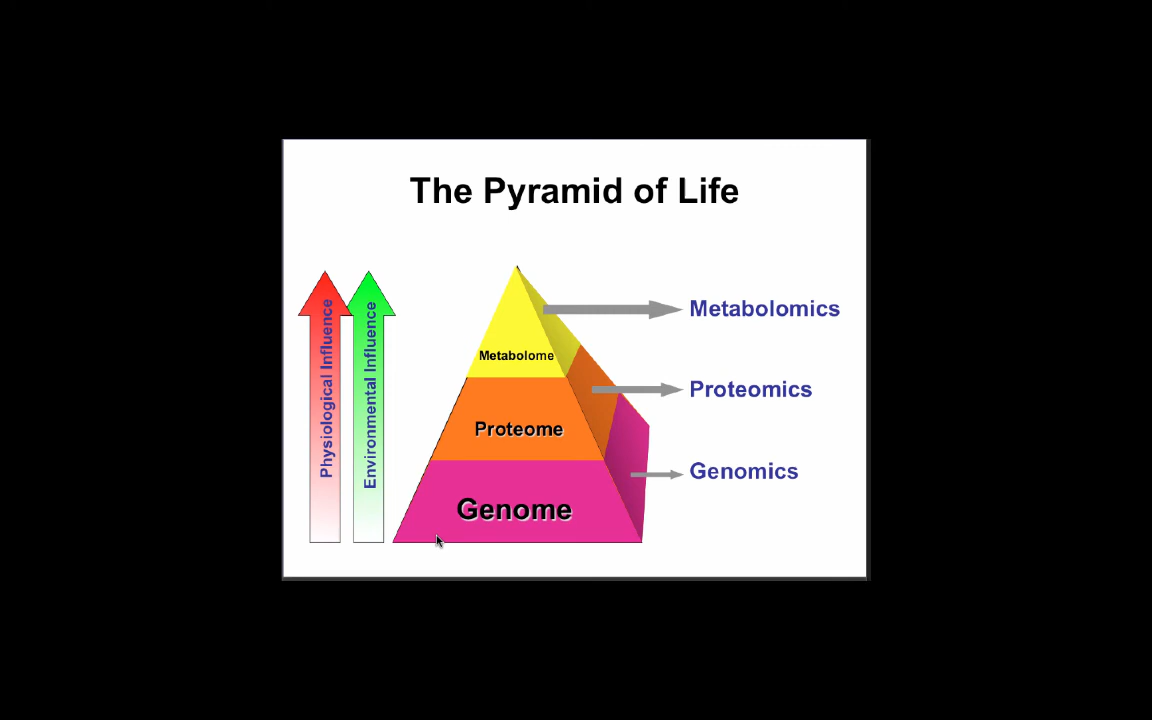 The Pyramid of Life
Physiological Influence
Environmental Influence
Metabolome
Proteome
Genome
Metabolomics
Proteomics
Genomics